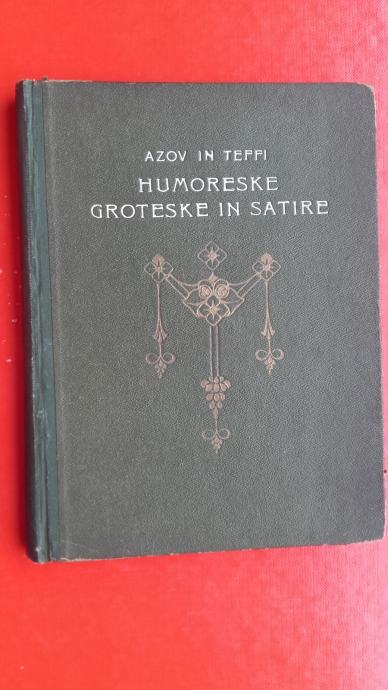 AZOV IN TEFFI
HUMORESKE
GROTESKE IN SATIRE